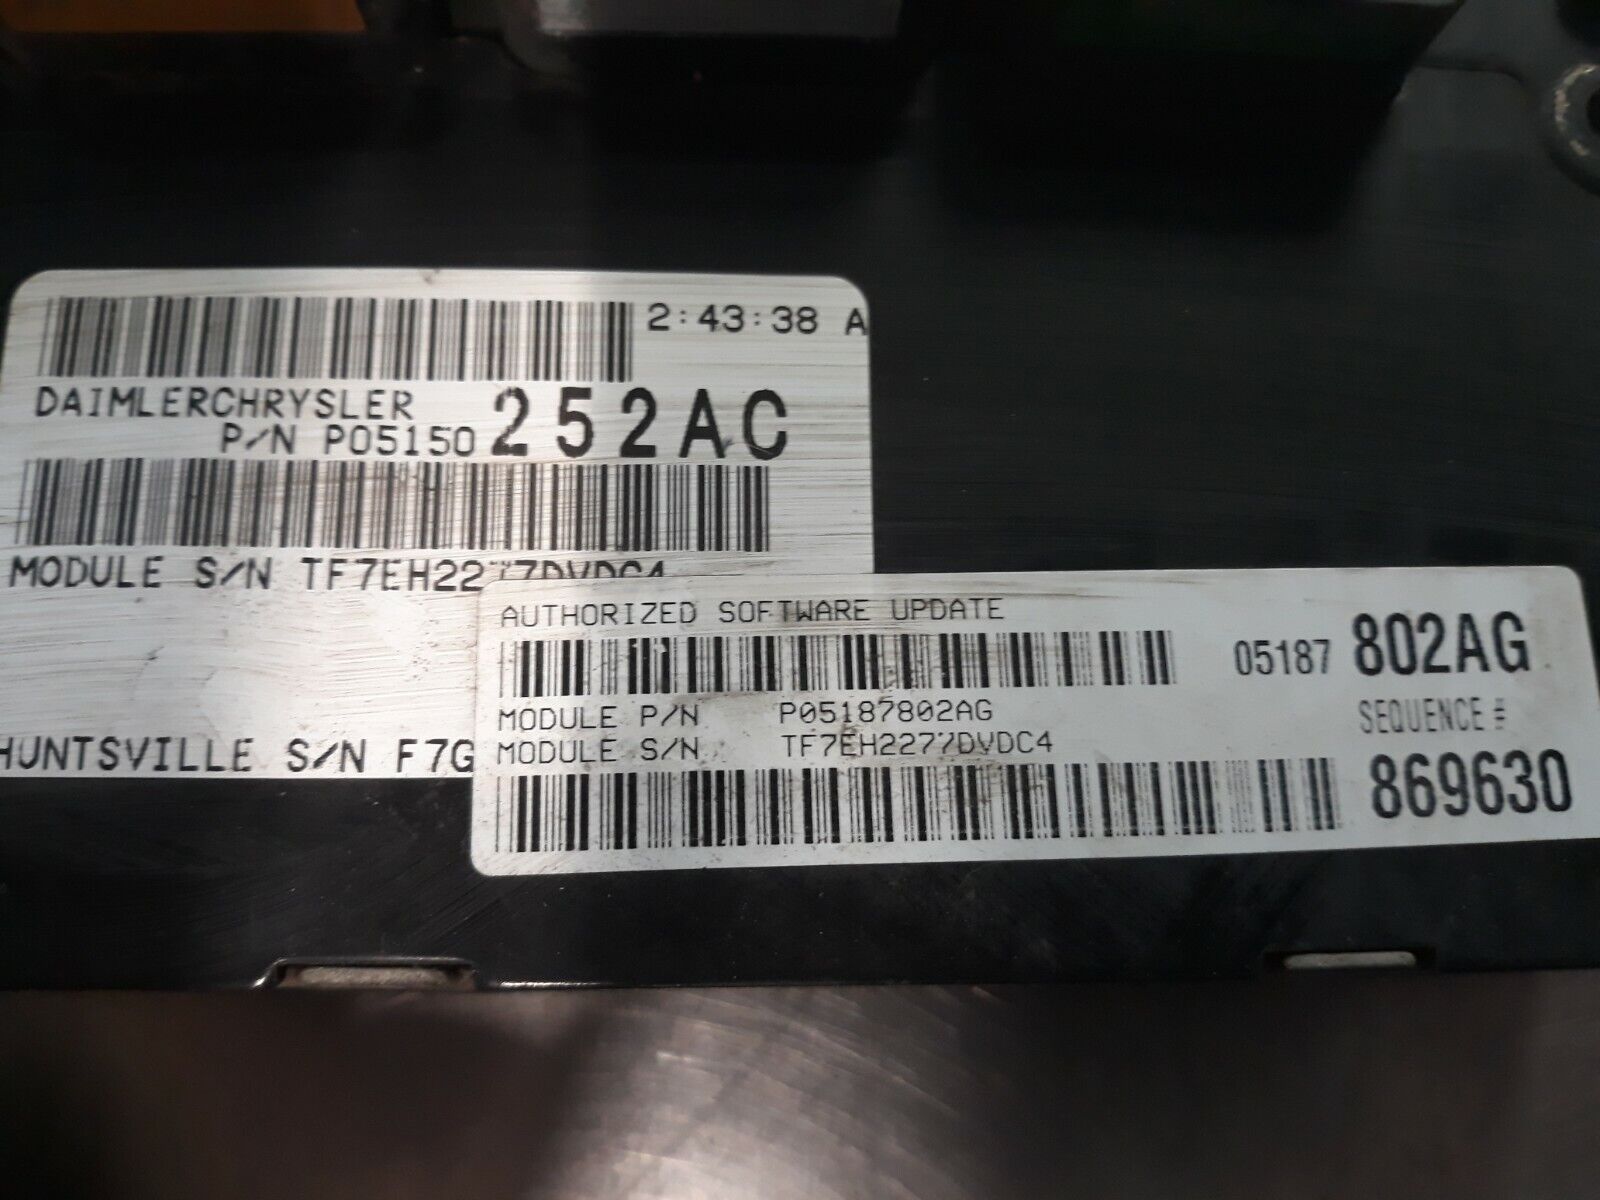 2:43:38 A
DAIMLERCHRYSLER
P/N P05150 252AC
MODULE S/N TF7EH2277DVDC4
HUNTSVILLE S/N F7G
AUTHORIZED SOFTWARE UPDATE
05187 802AG
MODULE P/N P05187802AG
SEQUENCE #
MODULE S/N TF7EH2277DVDC4
869630